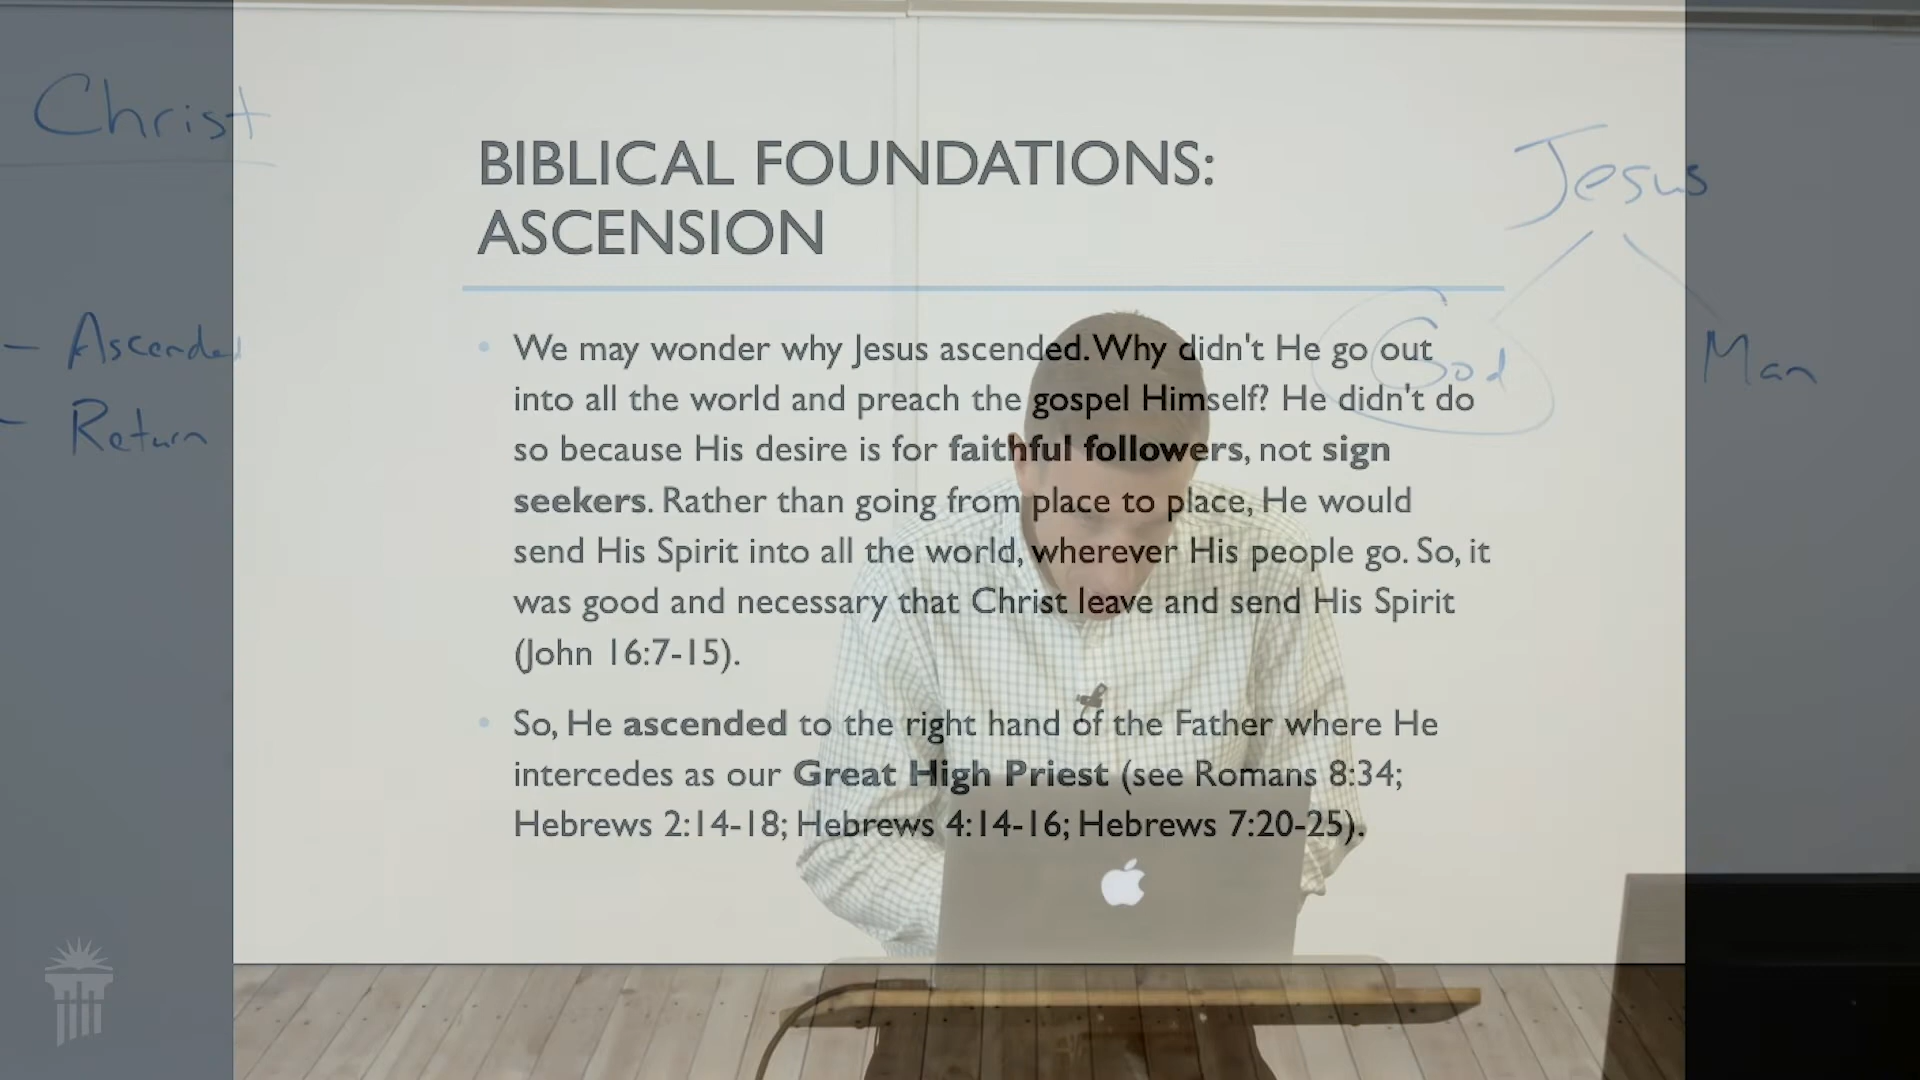 Christ
- Ascended
- Return
BIBLICAL FOUNDATIONS:
ASCENSION
We may wonder why Jesus ascended. Why didn't He go out
into all the world and preach the gospel Himself? He didn't do
so because His desire is for faithful followers, not sign
seekers. Rather than going from place to place, He would
send His Spirit into all the world, wherever His people go. So, it
was good and necessary that Christ leave and send His Spirit
(John 16:7-15).
So, He ascended to the right hand of the Father where He
intercedes as our Great High Priest (see Romans 8:34;
Hebrews 2:14-18; Hebrews 4:14-16; Hebrews 7:20-25).
Jesus
God
Man